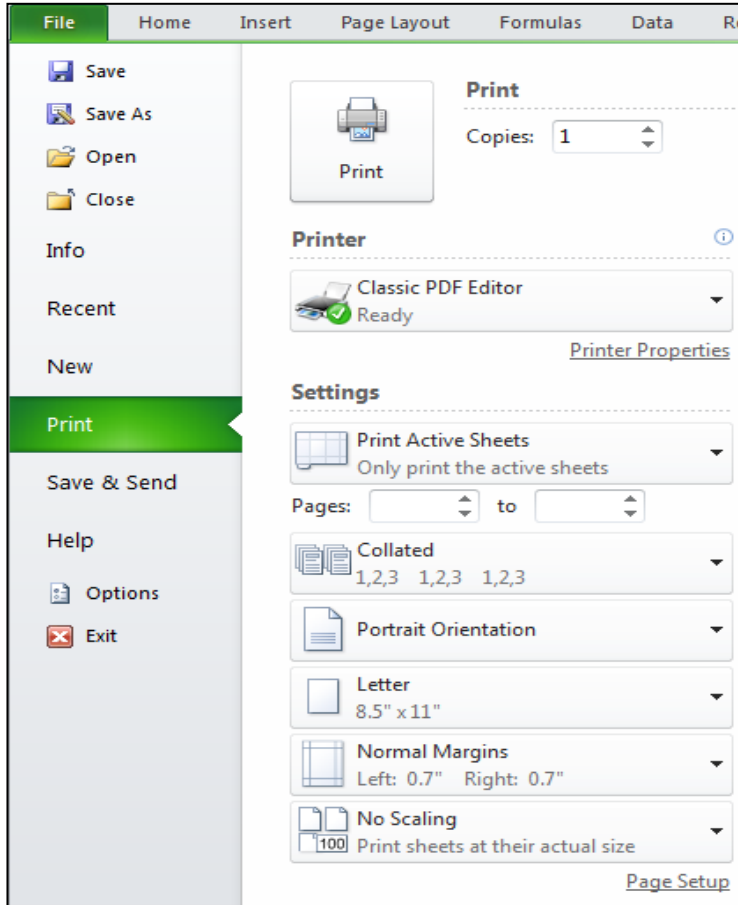 File Home Insert Page Layout Formulas Data
Save
Save As
Open
Close
Info
Recent
New
Print
Save & Send
Help
Options
Exit
Print
Print
Copies: 1
Printer
Classic PDF Editor
Ready
Printer Properties
Settings
Print Active Sheets
Only print the active sheets
Pages: to
Collated
1,2,3 1,2,3 1,2,3
Portrait Orientation
Letter
8.5" x 11"
Normal Margins
Left: 0.7" Right: 0.7"
No Scaling
100 Print sheets at their actual size
Page Setup